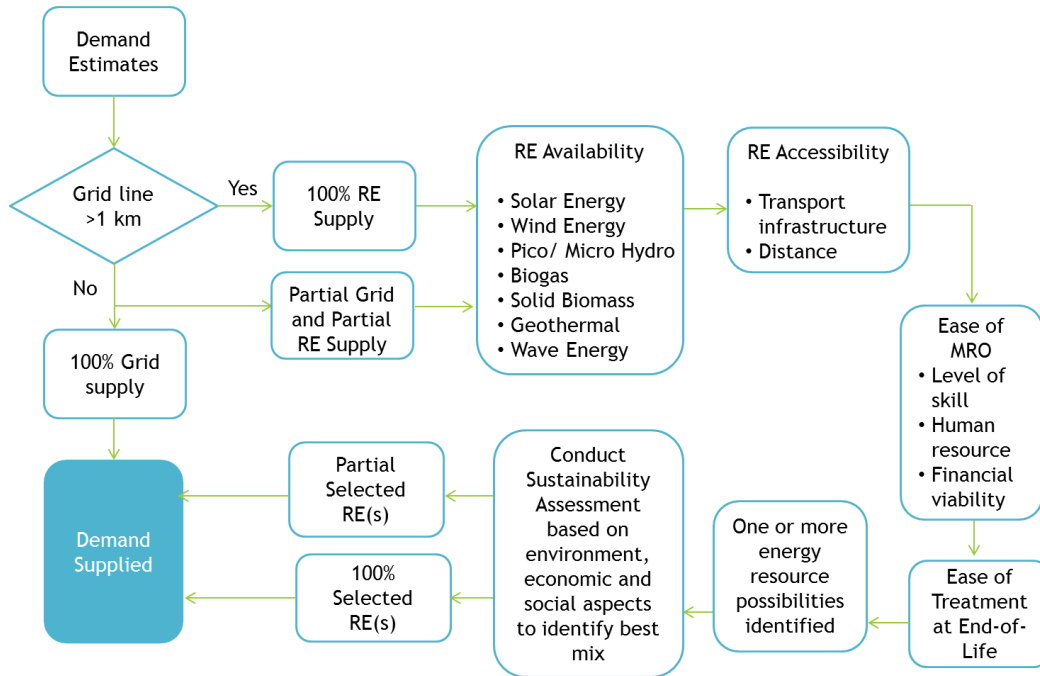 Demand
Estimates
Grid line
>1 km
Yes
No
100% RE
Supply
Partial Grid
and Partial
RE Supply
100% Grid
supply
RE Availability
• Solar Energy
• Wind Energy
• Pico/ Micro Hydro
• Biogas
• Solid Biomass
• Geothermal
• Wave Energy
RE Accessibility
• Transport
infrastructure
• Distance
Ease of
MRO
• Level of
skill
• Human
resource
• Financial
viability
Ease of
Treatment
at End-of-
Life
One or more
energy
resource
possibilities
identified
Conduct
Sustainability
Assessment
based on
environment,
economic and
social aspects
to identify best
mix
Partial
Selected
RE(s)
100%
Selected
RE(s)
Demand
Supplied